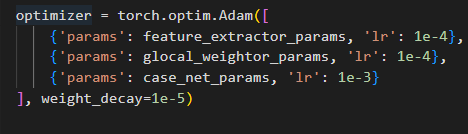 optimizer = torch.optim.Adam([
    {'params': feature_extractor_params, 'lr': 1e-4},
    {'params': glocal_weightor_params, 'lr': 1e-4},
    {'params': case_net_params, 'lr': 1e-3}
], weight_decay=1e-5)